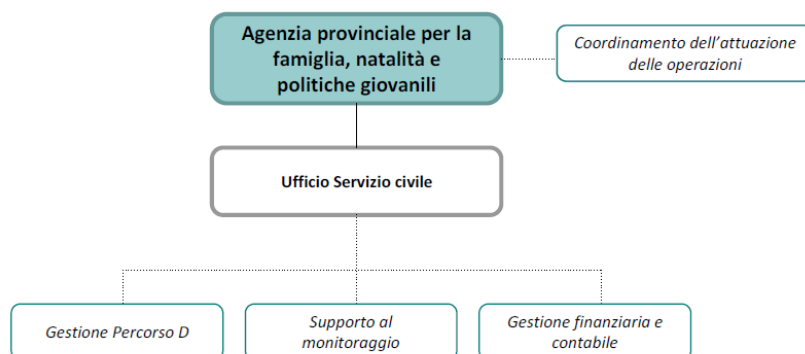 Agenzia provinciale per la
famiglia, natalità e
politiche giovanili
Coordinamento dell’attuazione
delle operazioni
Ufficio Servizio civile
Gestione Percorso D
Supporto al
monitoraggio
Gestione finanziaria e
contabile